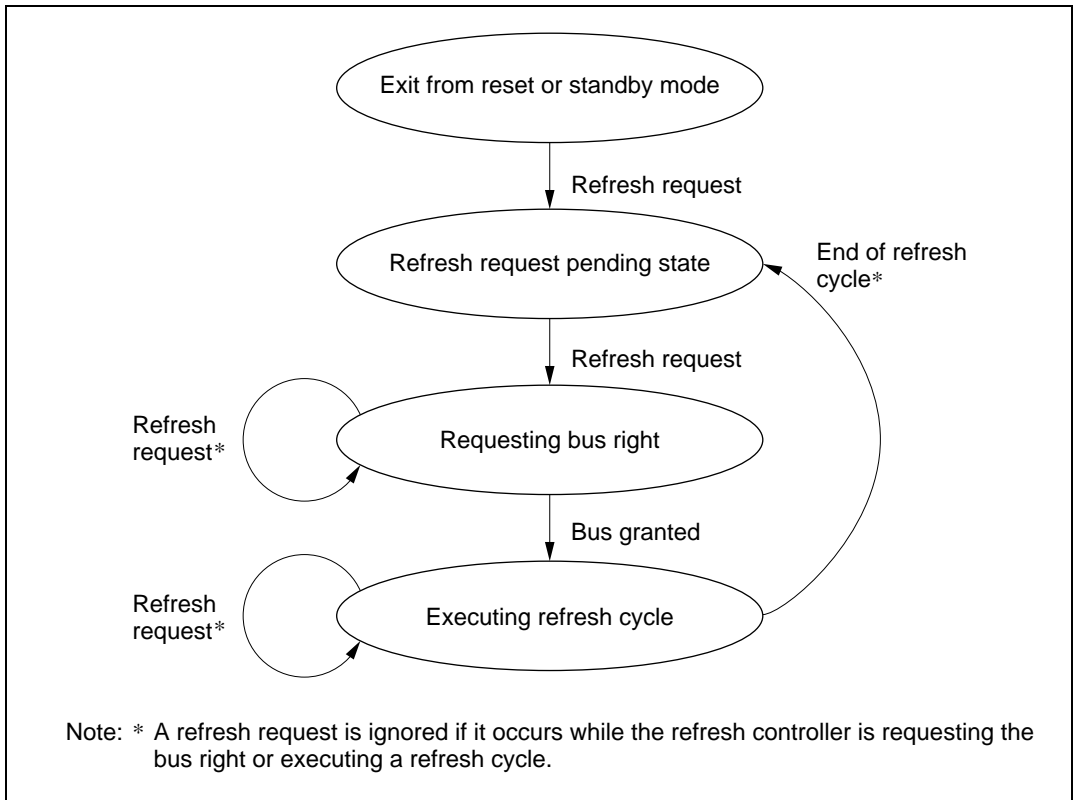 Exit from reset or standby mode
Refresh request
Refresh request pending state
End of refresh
cycle*
Refresh request
Refresh
request*
Requesting bus right
Bus granted
Refresh
request*
Executing refresh cycle
Note: * A refresh request is ignored if it occurs while the refresh controller is requesting the
bus right or executing a refresh cycle.